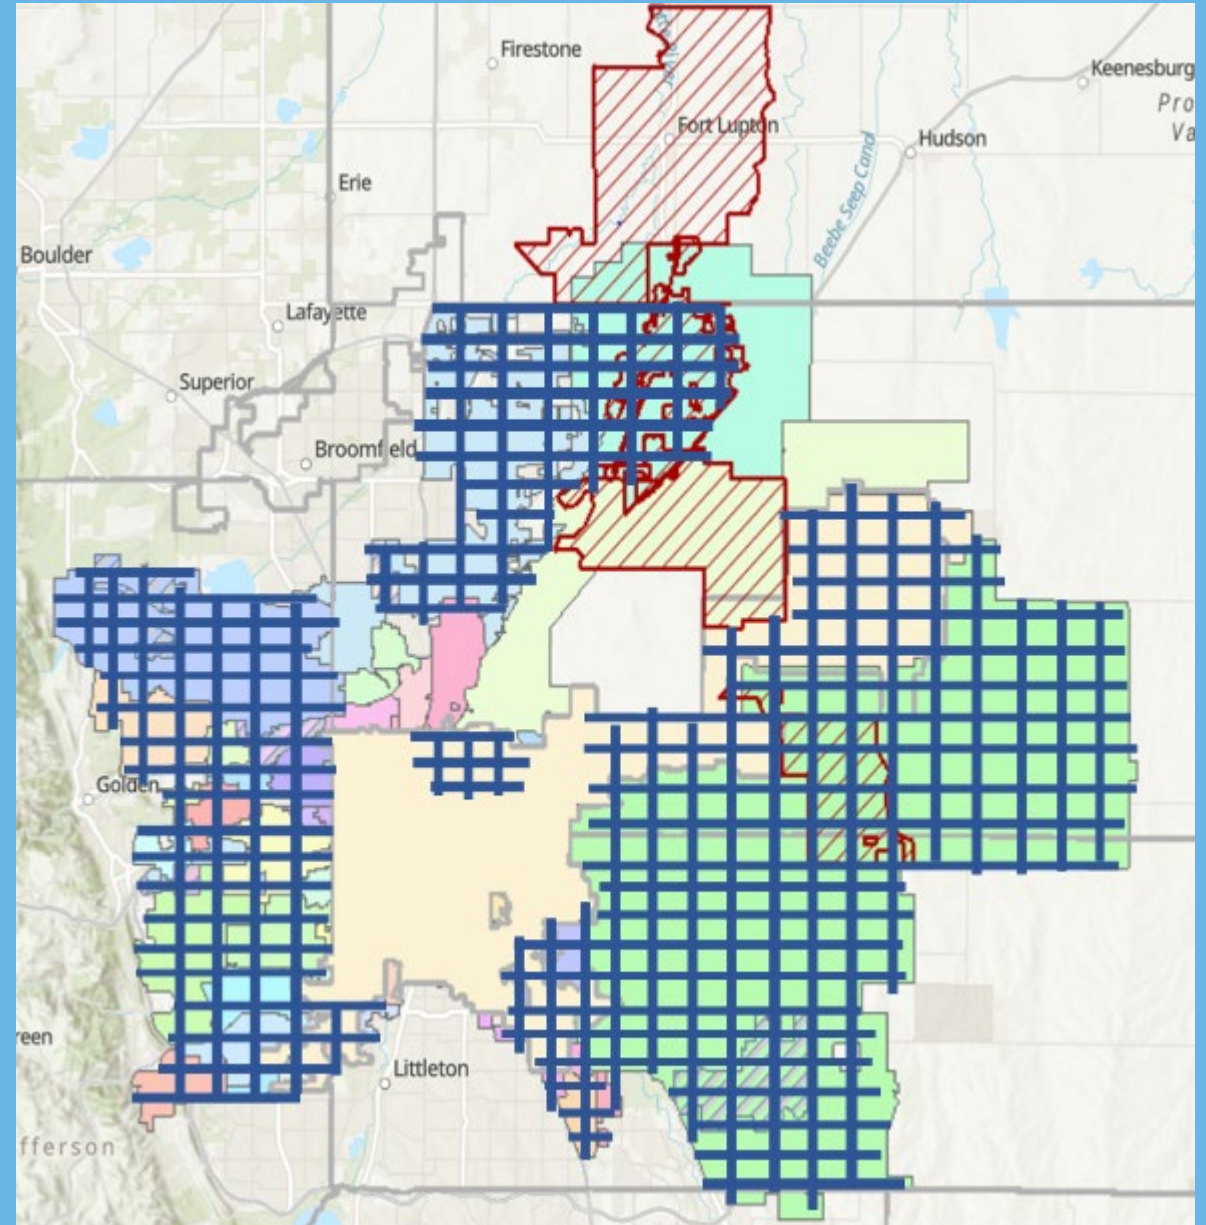 Firestone
Keenesburg
Pro
Va
Fort Lupton
Hudson
Erie
Beebe Seep Canal
Boulder
Lafayette
Superior
Broomfield
Golden
Littleton
reen
fferson